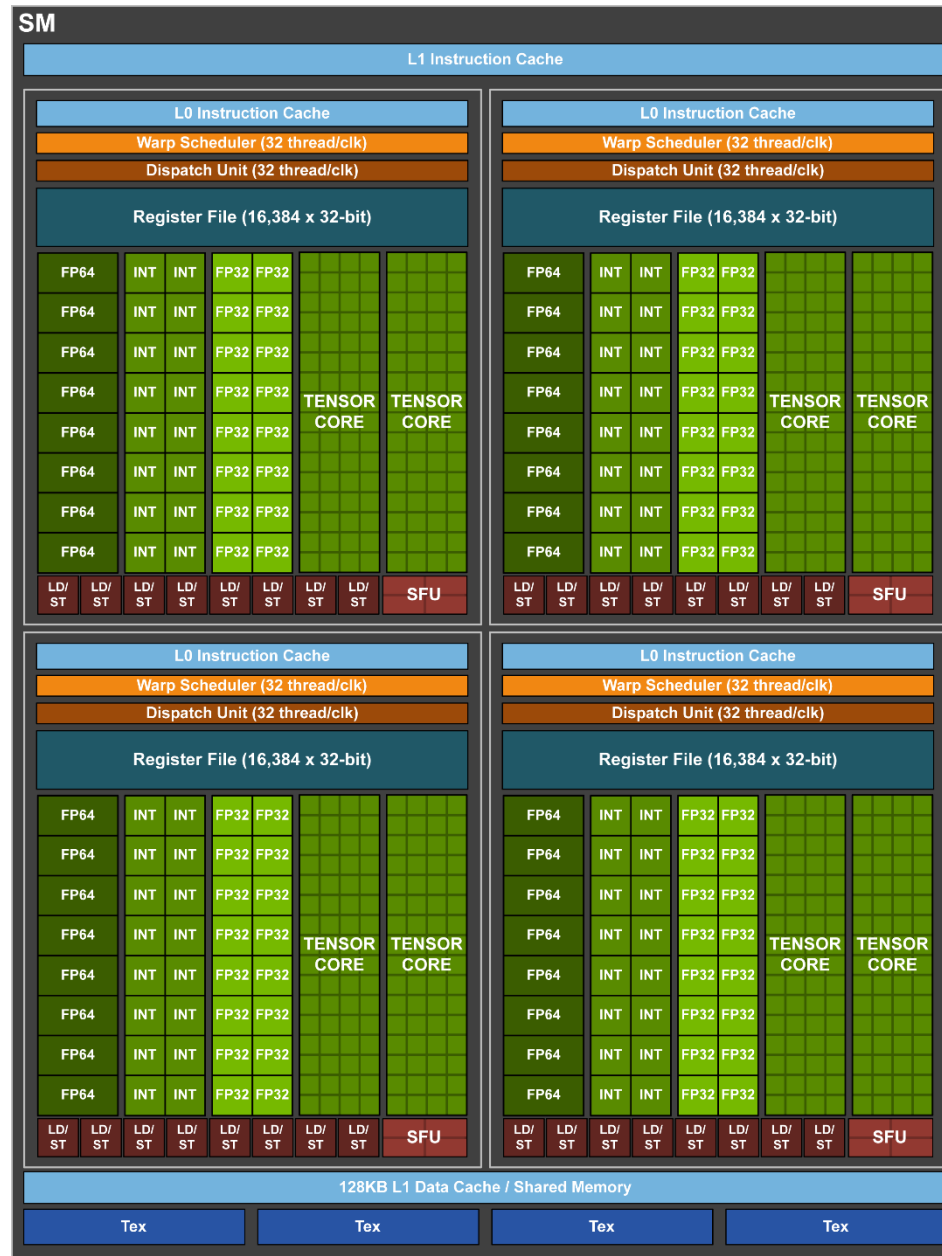 SM
L1 Instruction Cache
L0 Instruction Cache
Warp Scheduler (32 thread/clk)
Dispatch Unit (32 thread/clk)
Register File (16,384 x 32-bit)
FP64 INT INT FP32 FP32
FP64 INT INT FP32 FP32
FP64 INT INT FP32 FP32
FP64 INT INT FP32 FP32
FP64 INT INT FP32 FP32
FP64 INT INT FP32 FP32
FP64 INT INT FP32 FP32
FP64 INT INT FP32 FP32
TENSOR CORE
TENSOR CORE
LD/ LD/ LD/ LD/ LD/ LD/ LD/ LD/
ST ST ST ST ST ST ST ST
SFU
L0 Instruction Cache
Warp Scheduler (32 thread/clk)
Dispatch Unit (32 thread/clk)
Register File (16,384 x 32-bit)
FP64 INT INT FP32 FP32
FP64 INT INT FP32 FP32
FP64 INT INT FP32 FP32
FP64 INT INT FP32 FP32
FP64 INT INT FP32 FP32
FP64 INT INT FP32 FP32
FP64 INT INT FP32 FP32
FP64 INT INT FP32 FP32
TENSOR CORE
TENSOR CORE
LD/ LD/ LD/ LD/ LD/ LD/ LD/ LD/
ST ST ST ST ST ST ST ST
SFU
L0 Instruction Cache
Warp Scheduler (32 thread/clk)
Dispatch Unit (32 thread/clk)
Register File (16,384 x 32-bit)
FP64 INT INT FP32 FP32
FP64 INT INT FP32 FP32
FP64 INT INT FP32 FP32
FP64 INT INT FP32 FP32
FP64 INT INT FP32 FP32
FP64 INT INT FP32 FP32
FP64 INT INT FP32 FP32
FP64 INT INT FP32 FP32
TENSOR CORE
TENSOR CORE
LD/ LD/ LD/ LD/ LD/ LD/ LD/ LD/
ST ST ST ST ST ST ST ST
SFU
L0 Instruction Cache
Warp Scheduler (32 thread/clk)
Dispatch Unit (32 thread/clk)
Register File (16,384 x 32-bit)
FP64 INT INT FP32 FP32
FP64 INT INT FP32 FP32
FP64 INT INT FP32 FP32
FP64 INT INT FP32 FP32
FP64 INT INT FP32 FP32
FP64 INT INT FP32 FP32
FP64 INT INT FP32 FP32
FP64 INT INT FP32 FP32
TENSOR CORE
TENSOR CORE
LD/ LD/ LD/ LD/ LD/ LD/ LD/ LD/
ST ST ST ST ST ST ST ST
SFU
128KB L1 Data Cache / Shared Memory
Tex Tex Tex Tex